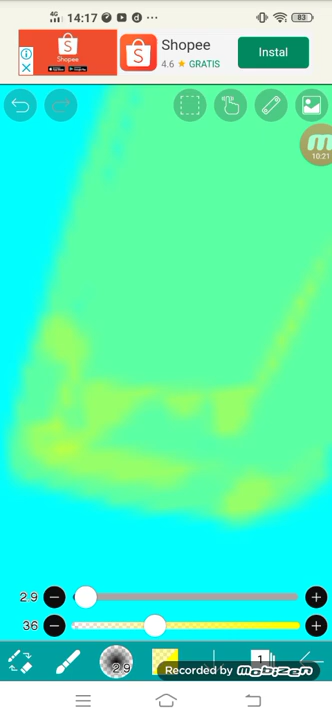 4G 14:17 83
Shopee
Shopee
4.6 ★ GRATIS
Instal
10:21
2.9
36
2.9
1
Recorded by MOBIZEN